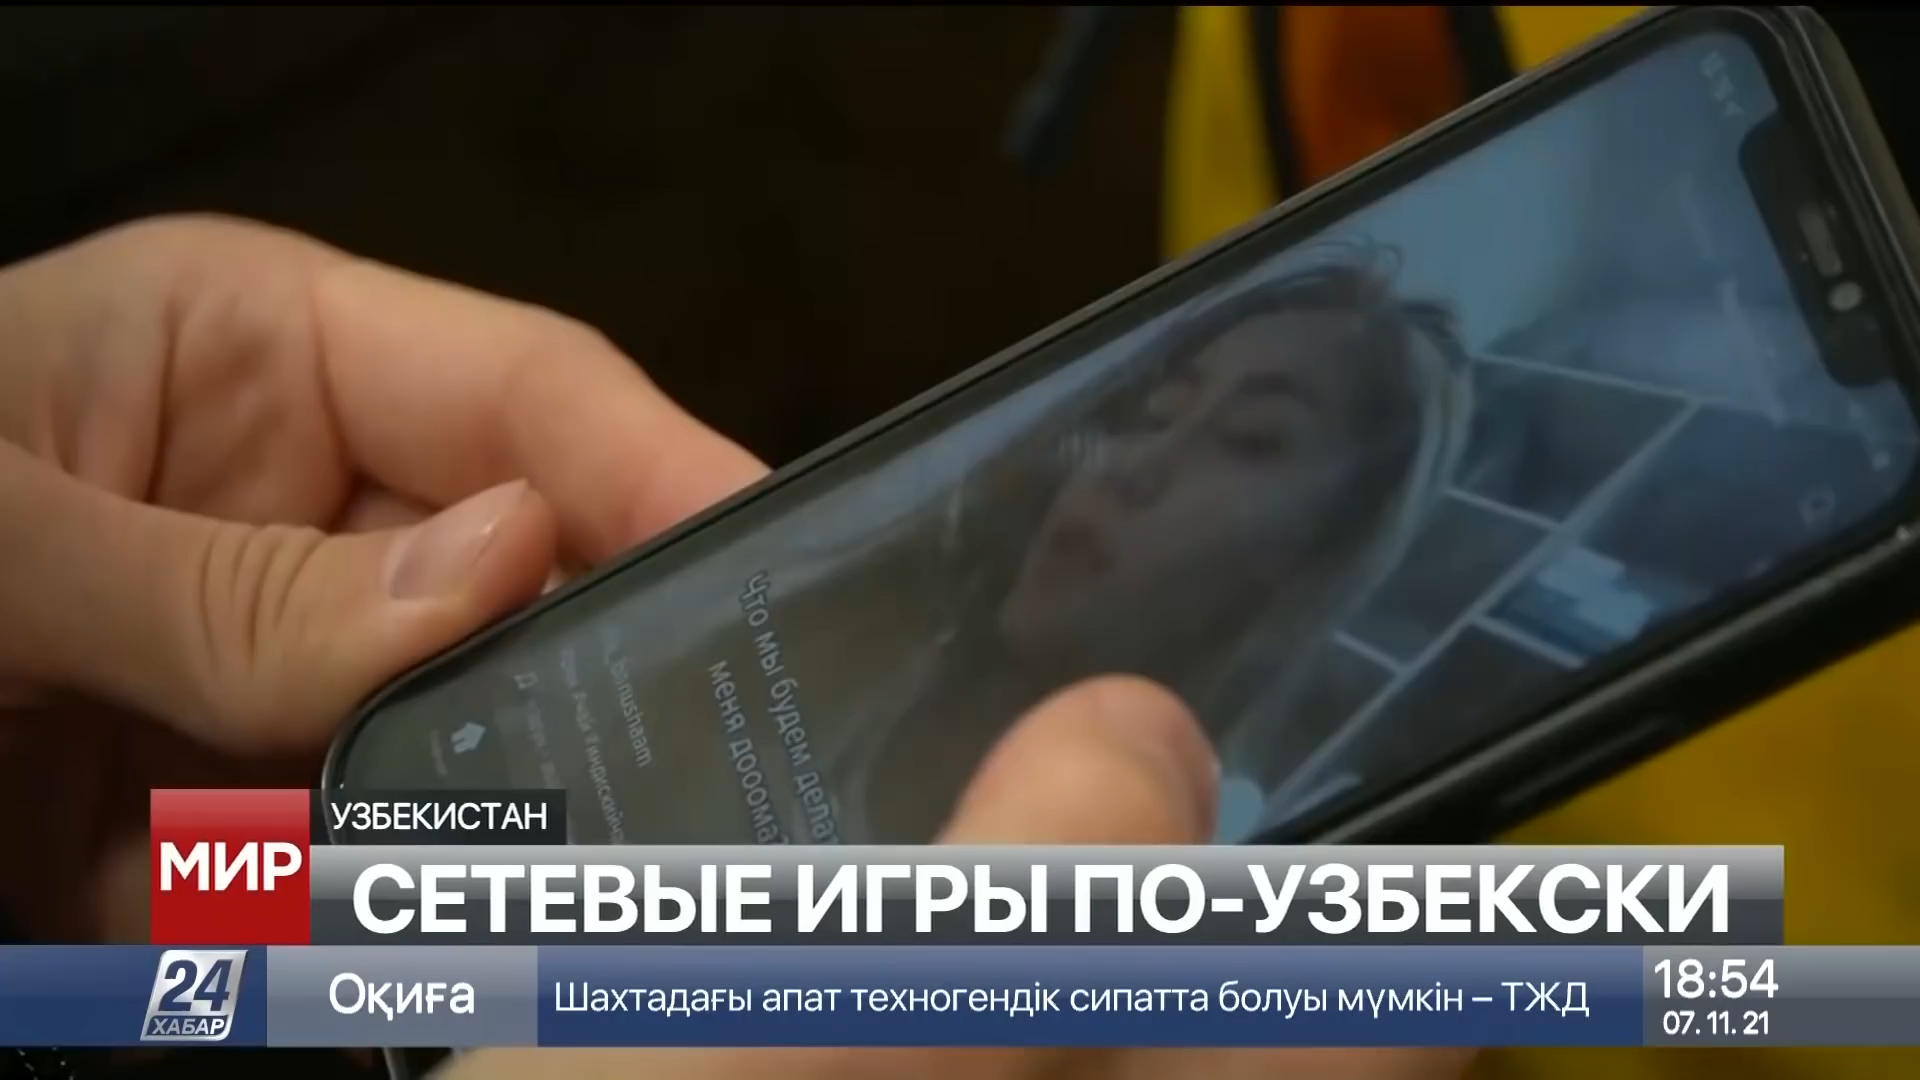 Что мы будем делат
меня дооома?
УЗБЕКИСТАН
МИР
СЕТЕВЫЕ ИГРЫ ПО-УЗБЕКСКИ
24
ХАБАР
Оқиға
Шахтадағы апат техногендік сипатта болуы мүмкін – ТЖД
18:54
07.11.21